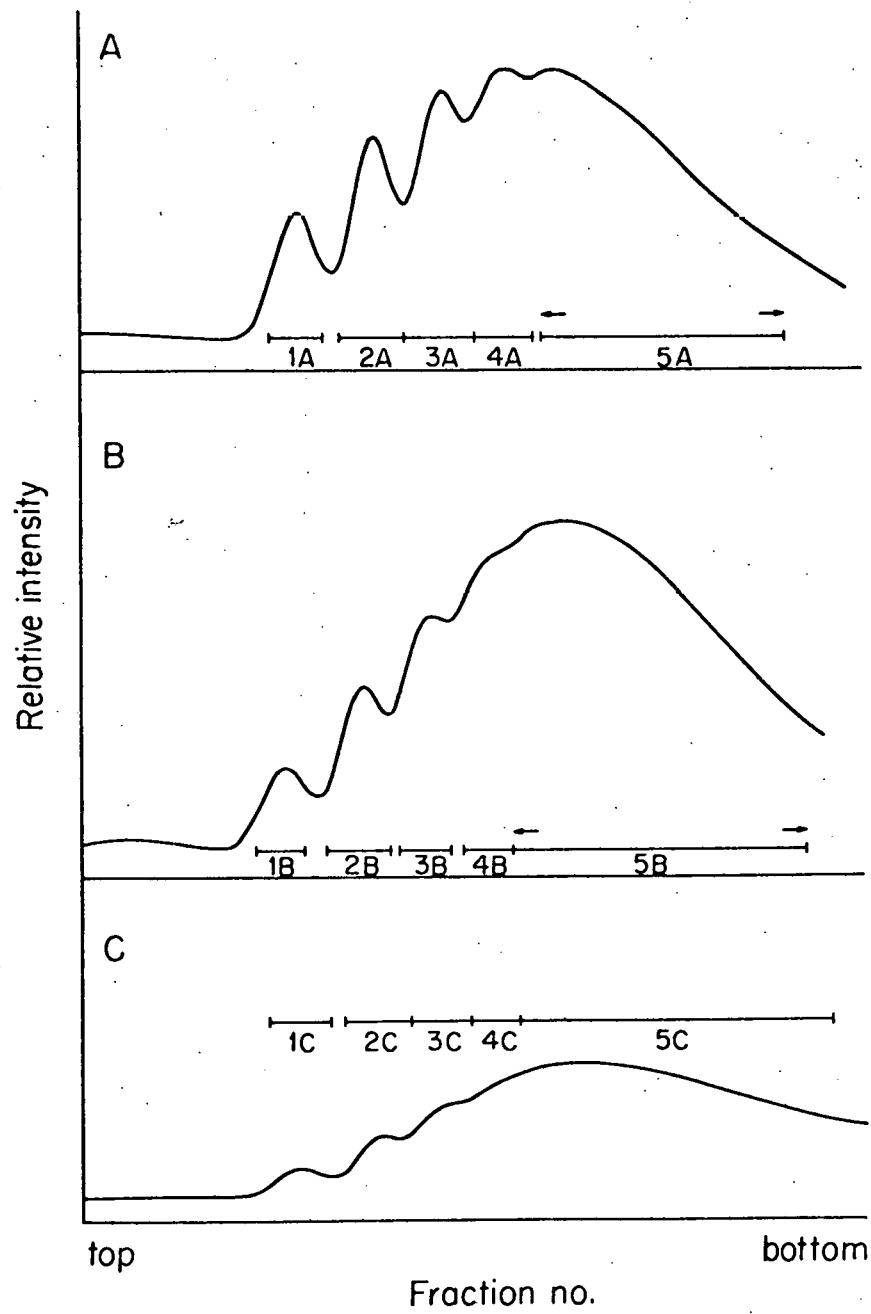 A
1A 2A 3A 4A 5A
B
1B 2B 3B 4B 5B
C
1C 2C 3C 4C 5C
Relative intensity
top bottom
Fraction no.